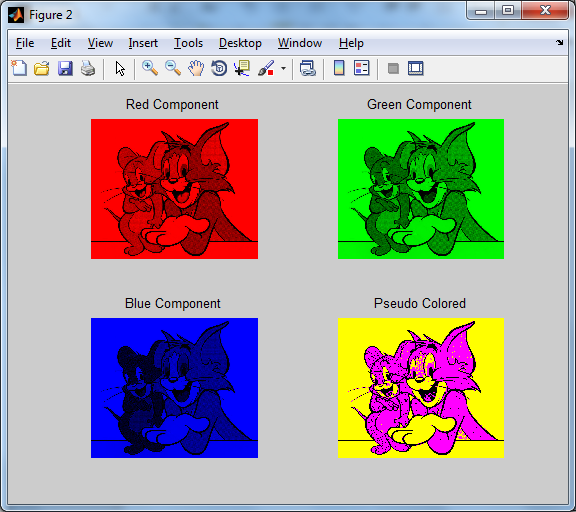 Figure 2
File Edit View Insert Tools Desktop Window Help
Red Component Green Component
Blue Component Pseudo Colored